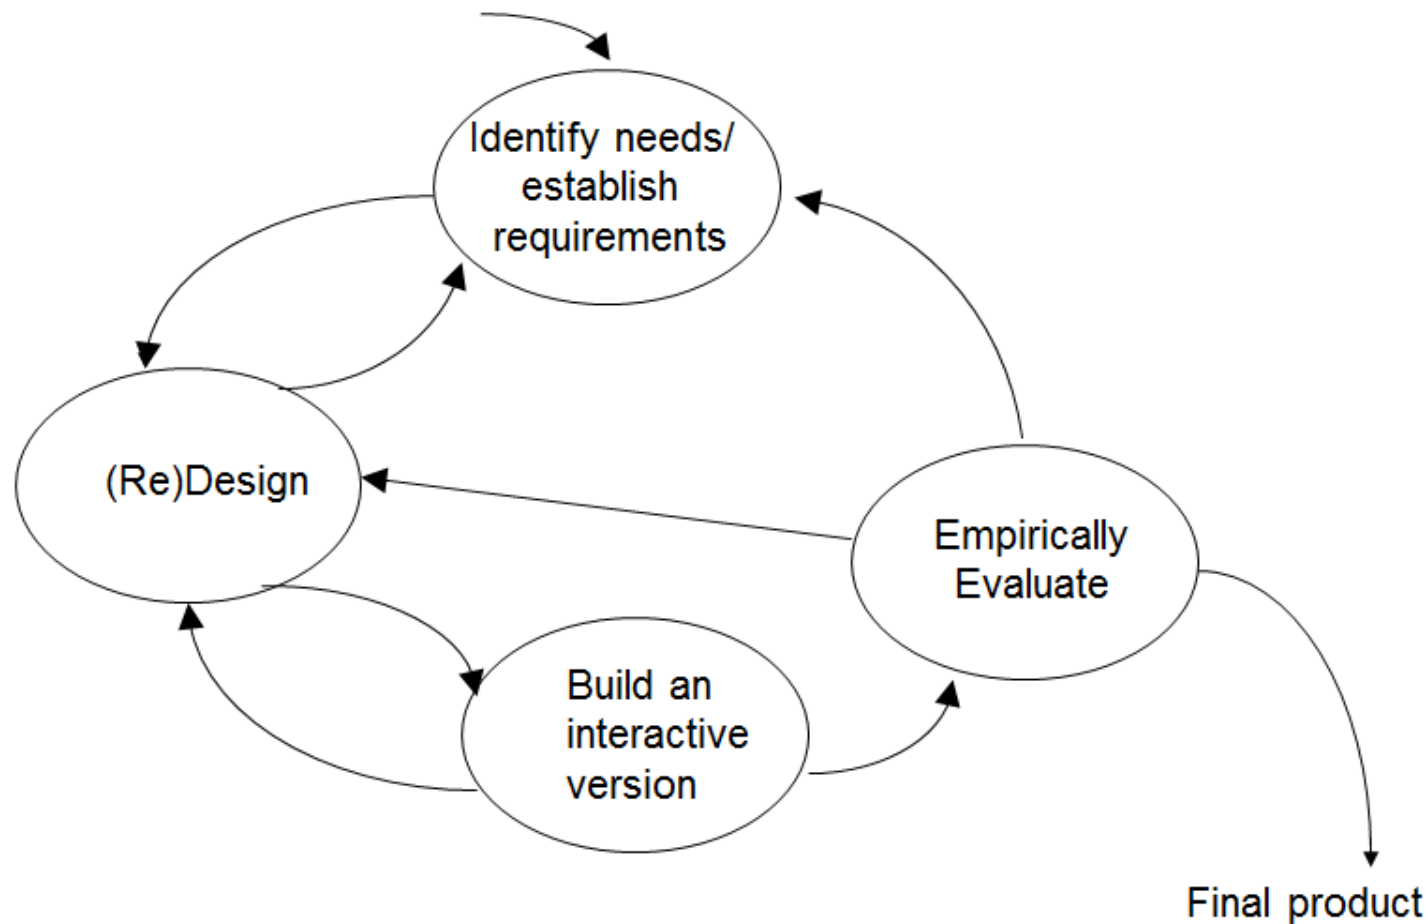 Identify needs/
establish
requirements
(Re)Design
Empirically
Evaluate
Build an
interactive
version
Final product